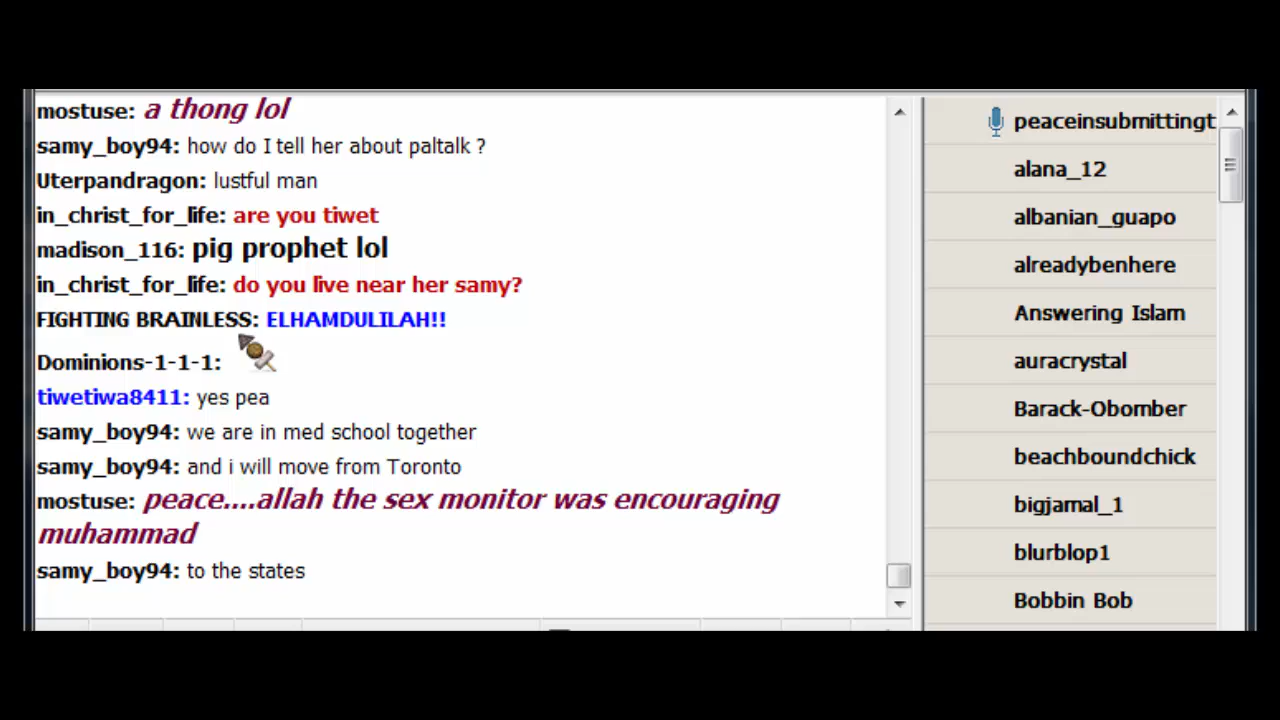 mostuse: a thong lol
samy_boy94: how do I tell her about paltalk ?
Uterpandragon: lustful man
in_christ_for_life: are you tiwet
madison_116: pig prophet lol
in_christ_for_life: do you live near her samy?
FIGHTING BRAINLESS: ELHAMDULILAH!!
Dominions-1-1-1:
tiwetiwa8411: yes pea
samy_boy94: we are in med school together
samy_boy94: and i will move from Toronto
mostuse: peace....allah the sex monitor was encouraging
muhammad
samy_boy94: to the states
peaceinsubmittingt
alana_12
albanian_guapo
alreadybenhere
Answering Islam
auracrystal
Barack-Obomber
beachboundchick
bigjamal_1
blurblop1
Bobbin Bob